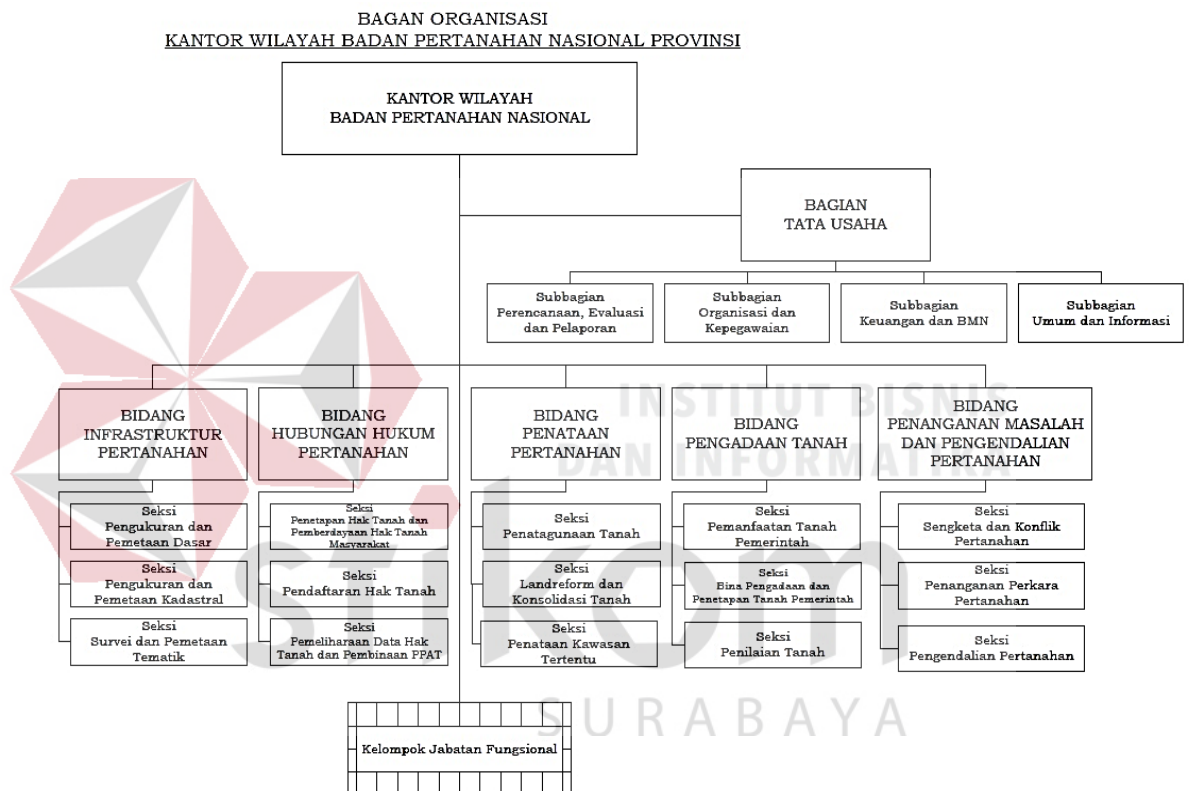 BAGAN ORGANISASI
KANTOR WILAYAH BADAN PERTANAHAN NASIONAL PROVINSI
KANTOR WILAYAH
BADAN PERTANAHAN NASIONAL
BAGIAN
TATA USAHA
Subbagian
Perencanaan, Evaluasi
dan Pelaporan
Subbagian
Organisasi dan
Kepegawaian
Subbagian
Keuangan dan BMN
Subbagian
Umum dan Informasi
BIDANG
INFRASTRUKTUR
PERTANAHAN
BIDANG
HUBUNGAN HUKUM
PERTANAHAN
BIDANG
PENATAAN
PERTANAHAN
BIDANG
PENGADAAN TANAH
BIDANG
PENANGANAN MASALAH
DAN PENGENDALIAN
PERTANAHAN
Seksi
Pengukuran dan
Pemetaan Dasar
Seksi
Pengukuran dan
Pemetaan Kadastral
Seksi
Survei dan Pemetaan
Tematik
Seksi
Penetapan Hak Tanah dan
Pemberdayaan Hak Tanah
Masyarakat
Seksi
Pendaftaran Hak Tanah
Seksi
Pemeliharaan Data Hak
Tanah dan Pembinaan PPAT
Seksi
Penatagunaan Tanah
Seksi
Landreform dan
Konsolidasi Tanah
Seksi
Penataan Kawasan
Tertentu
Seksi
Pemanfaatan Tanah
Pemerintah
Seksi
Bina Pengadaan dan
Penetapan Tanah Pemerintah
Seksi
Penilaian Tanah
Seksi
Sengketa dan Konflik
Pertanahan
Seksi
Penanganan Perkara
Pertanahan
Seksi
Pengendalian Pertanahan
Kelompok Jabatan Fungsional
INSTITUT BISNIS
DAN INFORMATIKA
stikom
SURABAYA